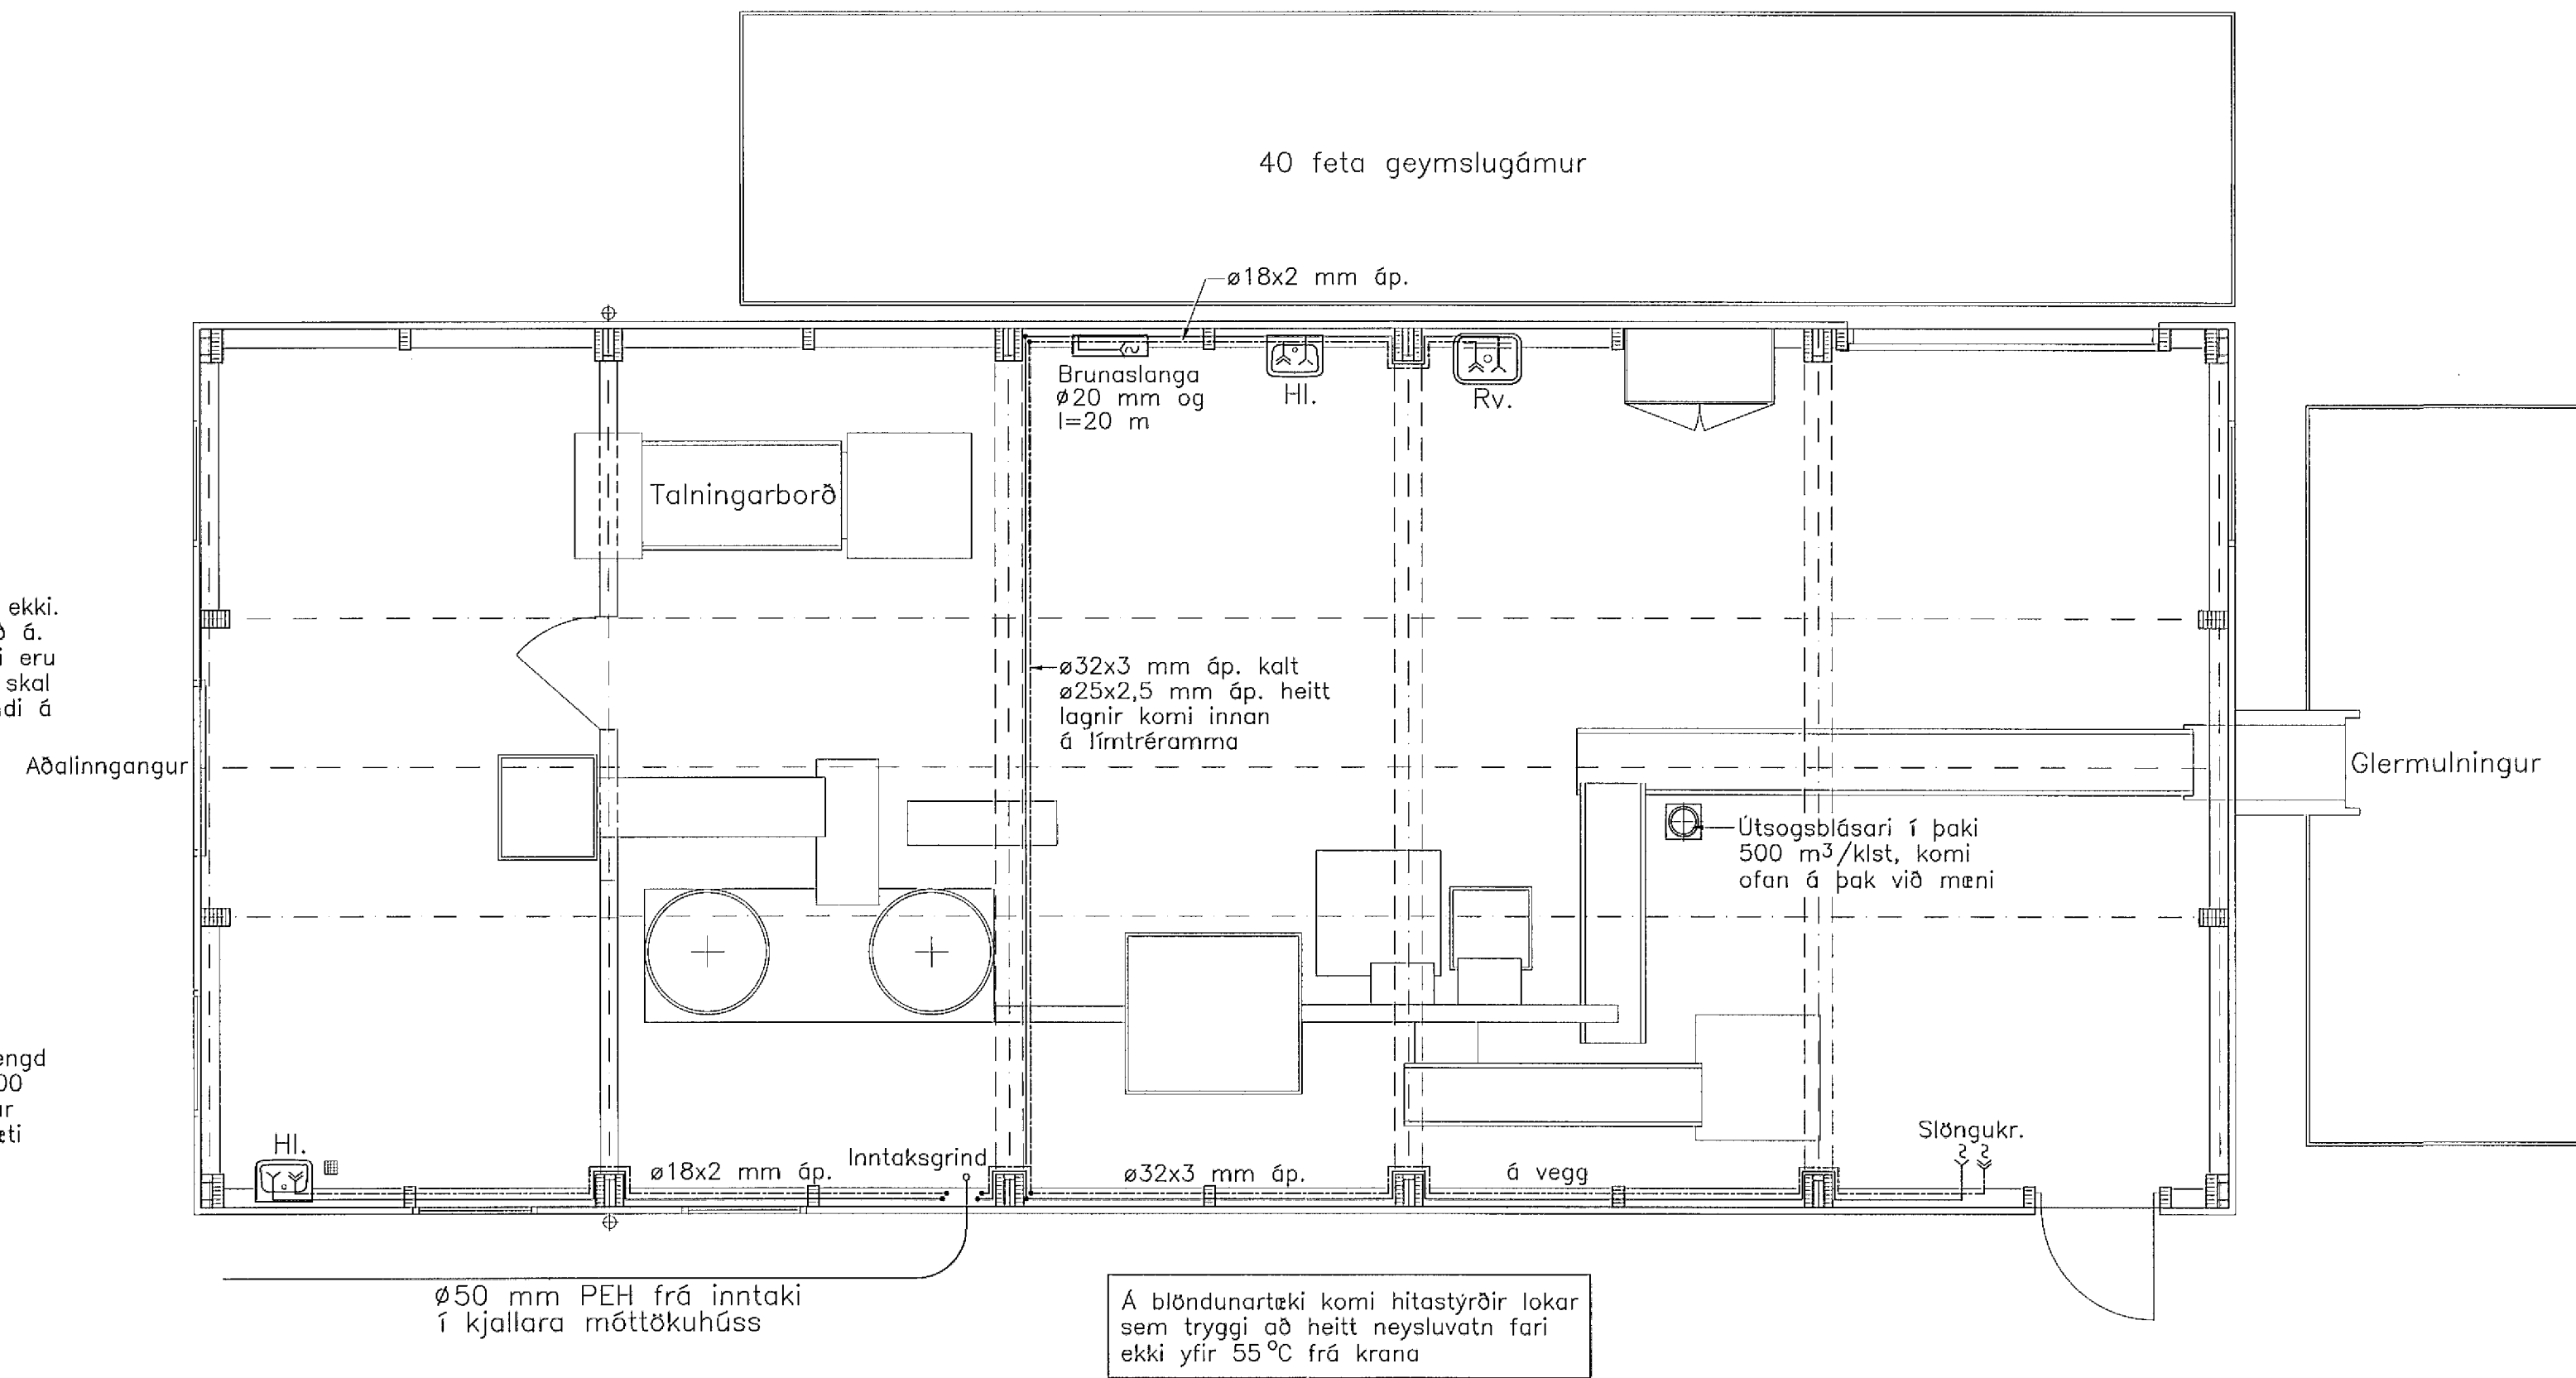 40 feta geymslugámur
ø18x2 mm áp.
Brunaslanga
Ø20 mm og
l=20 m
Hl.
Rv.
Talningarborð
ekki.
á.
eru
skal
á
ø32x3 mm áp. kalt
ø25x2,5 mm áp. heitt
lagnir komi innan
á límtréramma
Aðalinngangur
Glermulningur
Útsogsblásari í þaki
500 m³/klst, komi
ofan á þak við mæni
Hl.
Inntaksgrind
ø18x2 mm áp.
ø32x3 mm áp.
á vegg
Slöngukr.
Ø50 mm PEH frá inntaki
í kjallara móttökuhúss
Á blöndunartæki komi hitastýrðir lokar
sem tryggi að heitt neysluvatn fari
ekki yfir 55°C frá krana